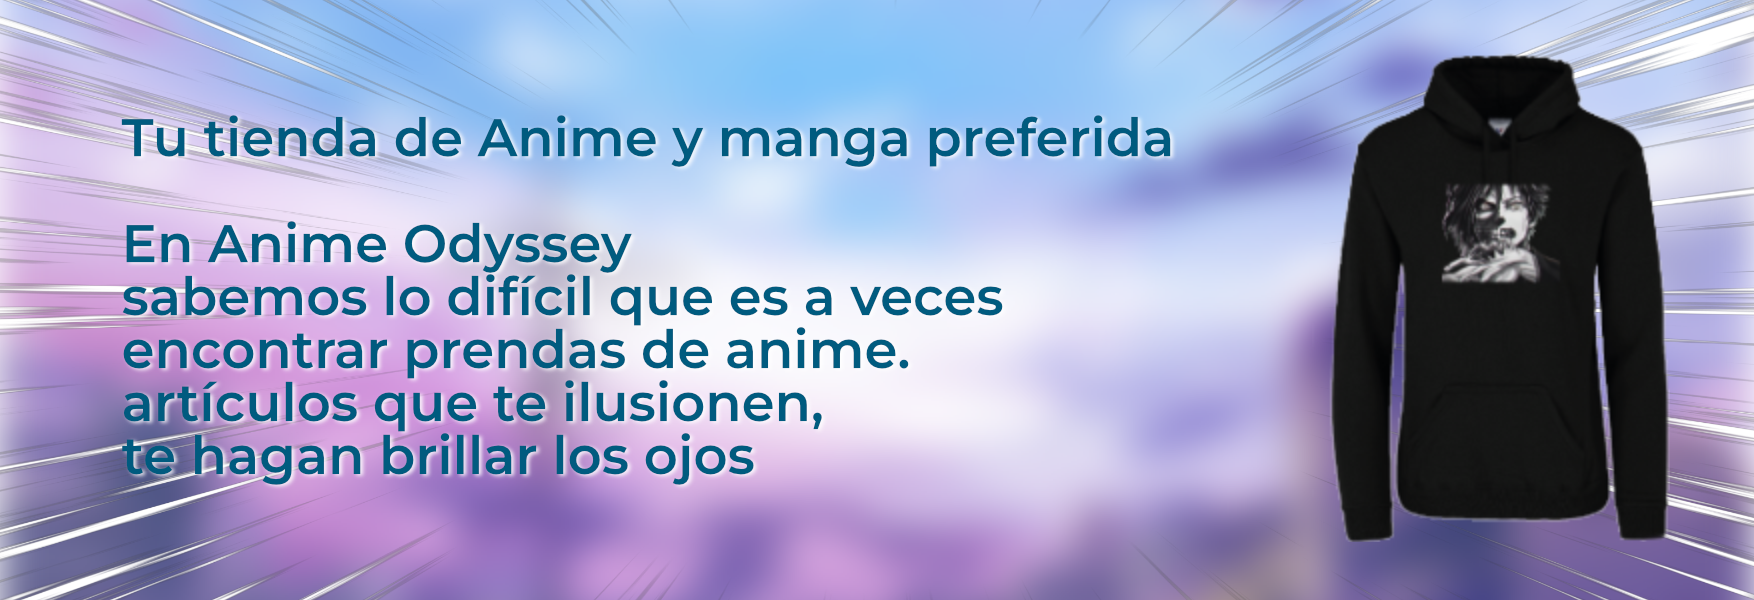 Tu tienda de Anime y manga preferida
En Anime Odyssey
sabemos lo difícil que es a veces
encontrar prendas de anime.
artículos que te ilusionen,
te hagan brillar los ojos